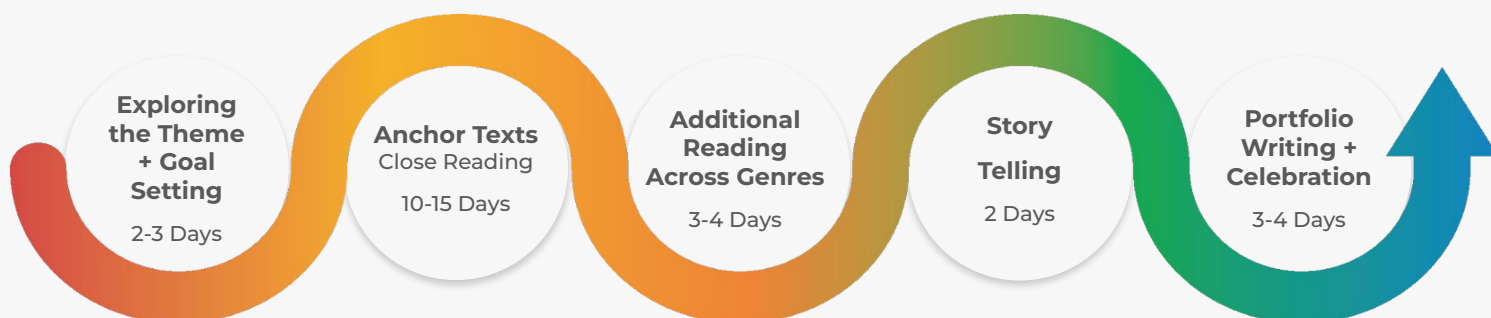 Exploring
the Theme
+ Goal
Setting
2-3 Days
Anchor Texts
Close Reading
10-15 Days
Additional
Reading
Across Genres
3-4 Days
Story
Telling
2 Days
Portfolio
Writing +
Celebration
3-4 Days